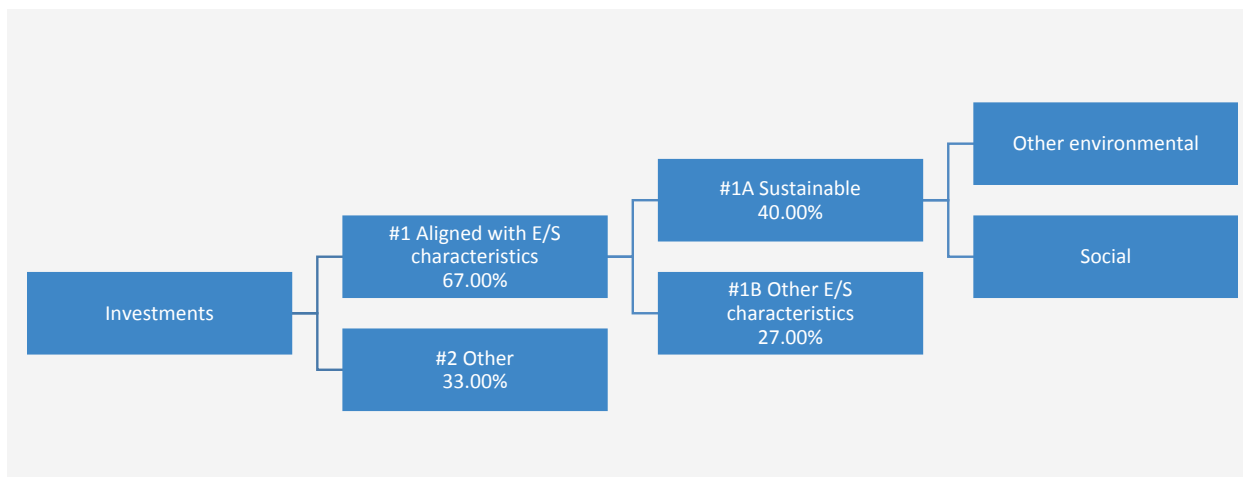 Investments
#1 Aligned with E/S
characteristics
67.00%
#2 Other
33.00%
#1A Sustainable
40.00%
#1B Other E/S
characteristics
27.00%
Other environmental
Social